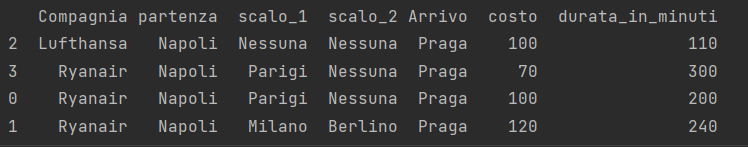 Compagnia partenza scalo_1 scalo_2 Arrivo costo durata_in_minuti
2 Lufthansa Napoli Nessuna Nessuna Praga 100 110
3 Ryanair Napoli Parigi Nessuna Praga 70 300
0 Ryanair Napoli Parigi Nessuna Praga 100 200
1 Ryanair Napoli Milano Berlino Praga 120 240